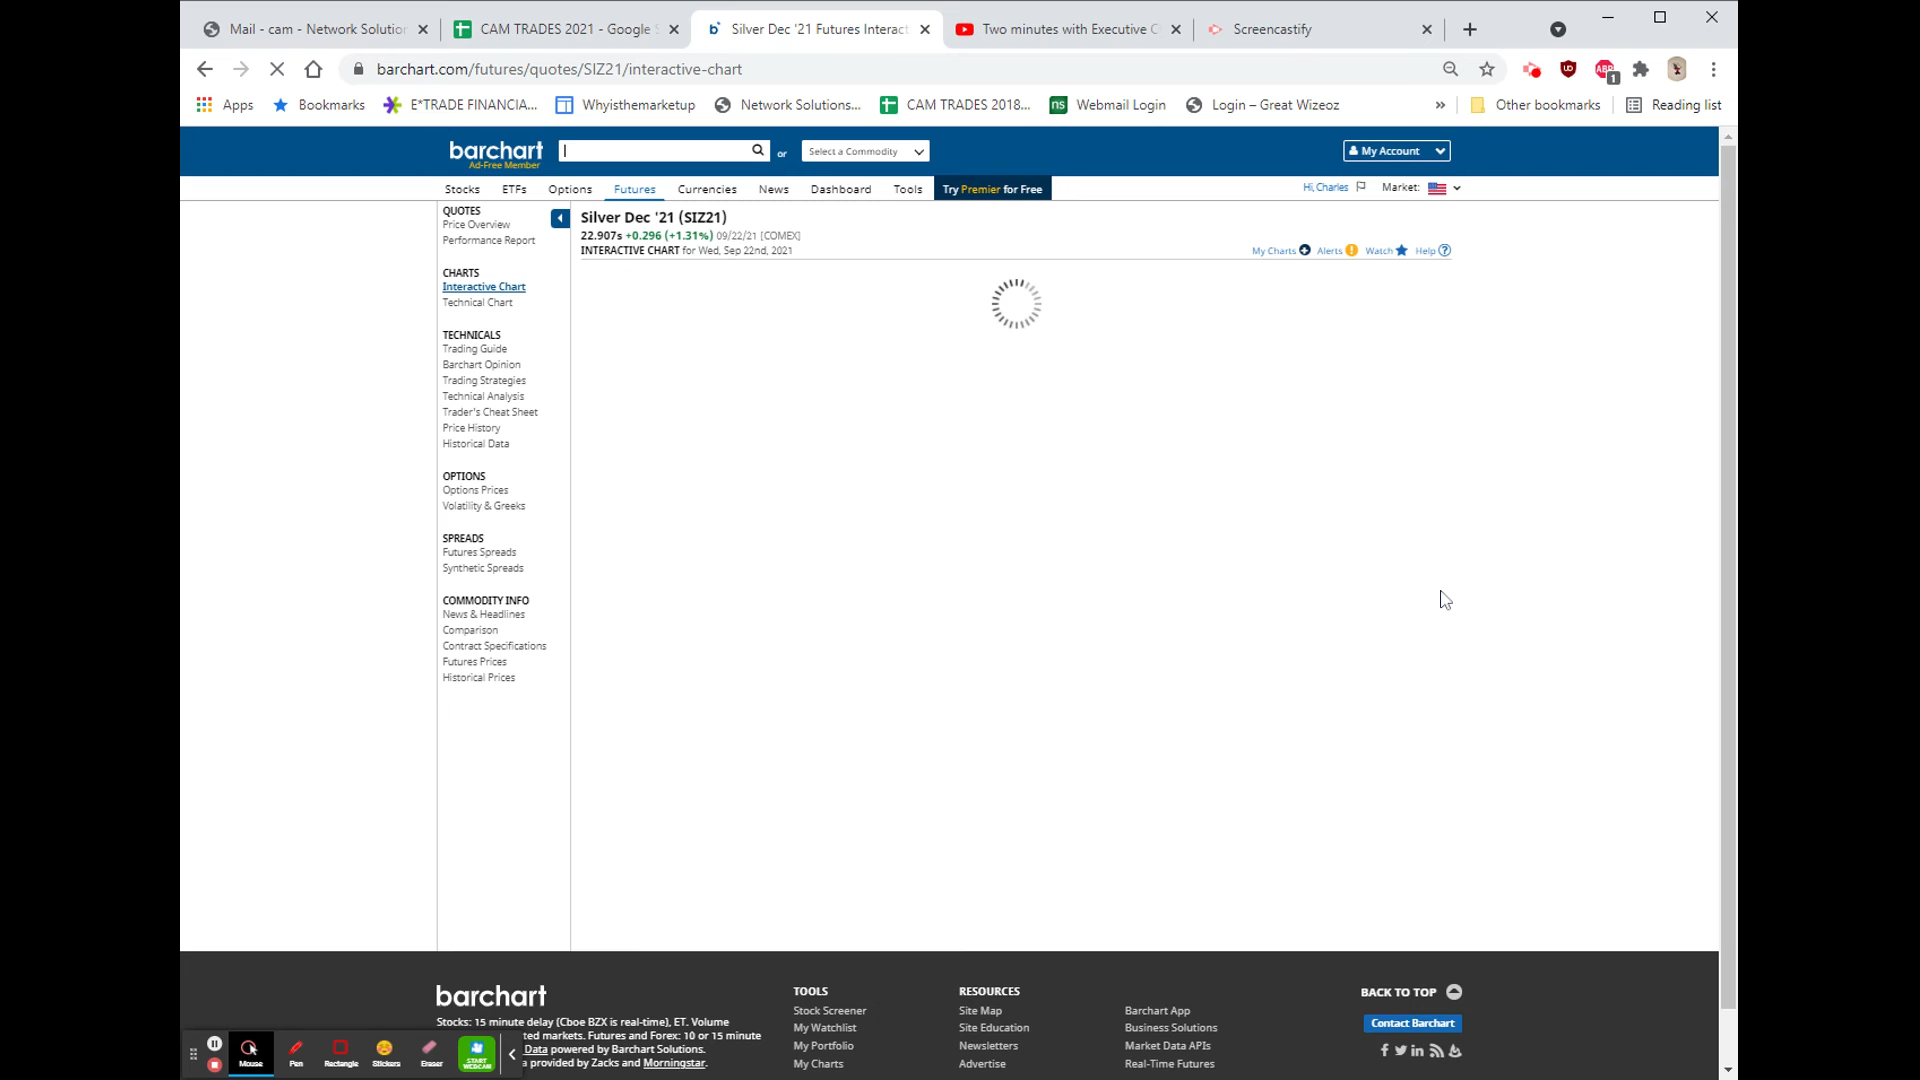 Mail - cam - Network Solution
CAM TRADES 2021 - Google S
Silver Dec '21 Futures Interact
Two minutes with Executive C
Screencastify
barchart.com/futures/quotes/SIZ21/interactive-chart
ABP
1
Apps
Bookmarks
E*TRADE FINANCIA...
Whyisthemarketup
Network Solutions...
CAM TRADES 2018...
ns Webmail Login
Login – Great Wizeoz
»
Other bookmarks
Reading list
barchart
Ad-Free Member
or
Select a Commodity
My Account
Stocks
ETFs
Options
Futures
Currencies
News
Dashboard
Tools
Try Premier for Free
Hi, Charles
Market:
QUOTES
Price Overview
Performance Report
CHARTS
Interactive Chart
Technical Chart
TECHNICALS
Trading Guide
Barchart Opinion
Trading Strategies
Technical Analysis
Trader's Cheat Sheet
Price History
Historical Data
OPTIONS
Options Prices
Volatility & Greeks
SPREADS
Futures Spreads
Synthetic Spreads
COMMODITY INFO
News & Headlines
Comparison
Contract Specifications
Futures Prices
Historical Prices
Silver Dec '21 (SIZ21)
22.907s +0.296 (+1.31%) 09/22/21 [COMEX]
INTERACTIVE CHART for Wed, Sep 22nd, 2021
My Charts
Alerts
Watch
Help
barchart
Stocks: 15 minute delay (Cboe BZX is real-time), ET. Volume
ted markets. Futures and Forex: 10 or 15 minute
Data powered by Barchart Solutions.
a provided by Zacks and Morningstar.
TOOLS
Stock Screener
My Watchlist
My Portfolio
My Charts
RESOURCES
Site Map
Site Education
Newsletters
Advertise
Barchart App
Business Solutions
Market Data APIs
Real-Time Futures
BACK TO TOP
Contact Barchart
Mouse
Pen
Rectangle
Stickers
Eraser
START
WEBCAM